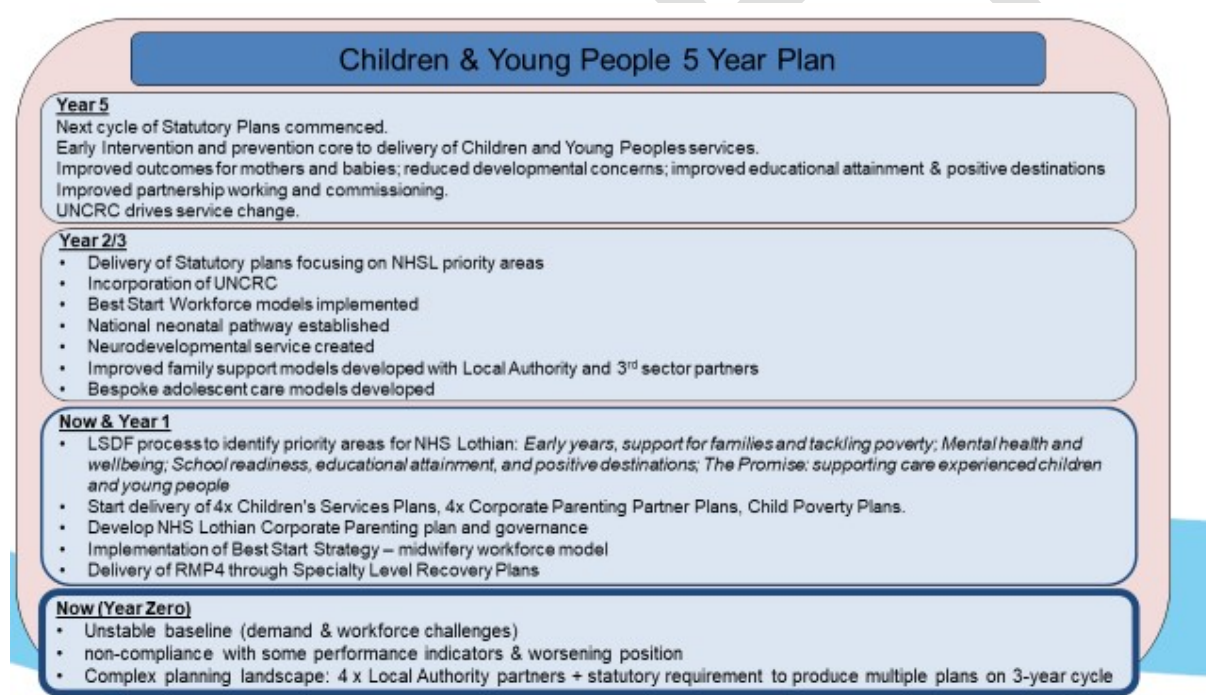 Children & Young People 5 Year Plan
Year 5
Next cycle of Statutory Plans commenced.
Early Intervention and prevention core to delivery of Children and Young Peoples services.
Improved outcomes for mothers and babies; reduced developmental concerns; improved educational attainment & positive destinations
Improved partnership working and commissioning.
UNCRC drives service change.
Year 2/3
• Delivery of Statutory plans focusing on NHSL priority areas
• Incorporation of UNCRC
• Best Start Workforce models implemented
• National neonatal pathway established
• Neurodevelopmental service created
• Improved family support models developed with Local Authority and 3rd sector partners
• Bespoke adolescent care models developed
Now & Year 1
• LSDF process to identify priority areas for NHS Lothian: Early years, support for families and tackling poverty; Mental health and
wellbeing; School readiness, educational attainment, and positive destinations; The Promise: supporting care experienced children
and young people
• Start delivery of 4x Children's Services Plans, 4x Corporate Parenting Partner Plans, Child Poverty Plans.
• Develop NHS Lothian Corporate Parenting plan and governance
• Implementation of Best Start Strategy – midwifery workforce model
• Delivery of RMP4 through Specialty Level Recovery Plans
Now (Year Zero)
• Unstable baseline (demand & workforce challenges)
• non-compliance with some performance indicators & worsening position
• Complex planning landscape: 4 x Local Authority partners + statutory requirement to produce multiple plans on 3-year cycle